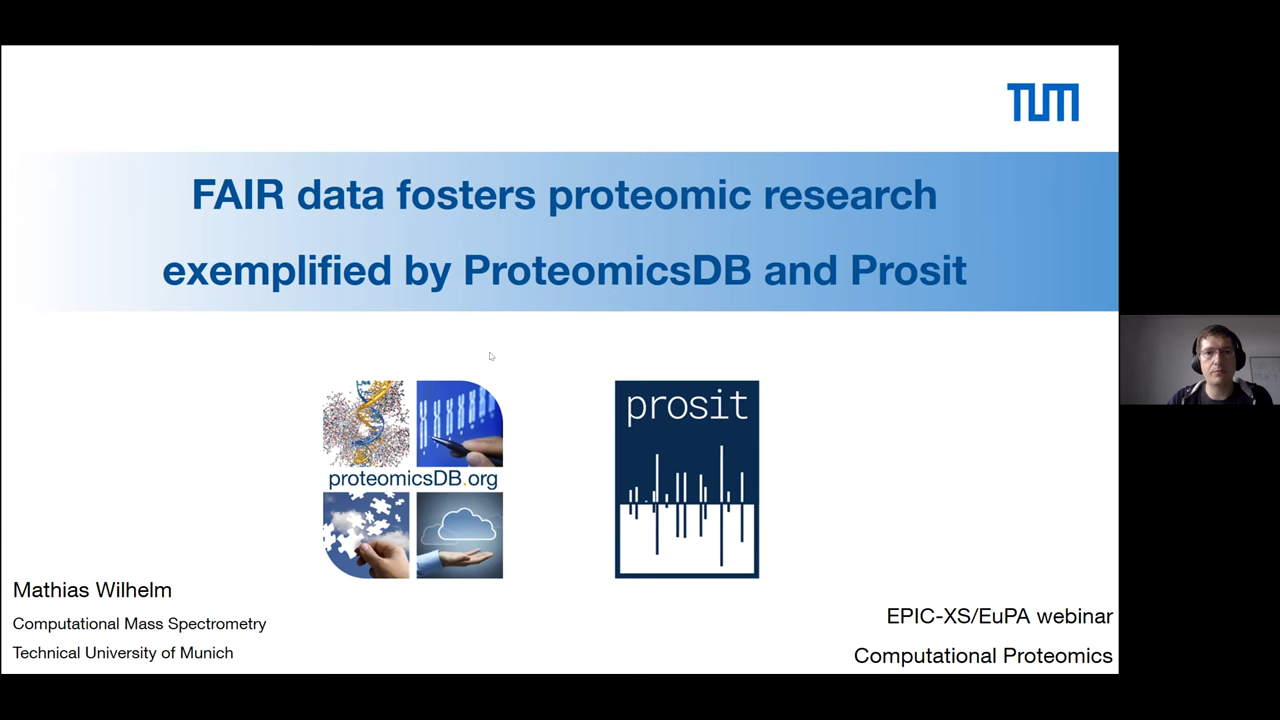 TUM
FAIR data fosters proteomic research
exemplified by ProteomicsDB and Prosit
proteomicsDB.org
prosit
Mathias Wilhelm
Computational Mass Spectrometry
Technical University of Munich
EPIC-XS/EuPA webinar
Computational Proteomics